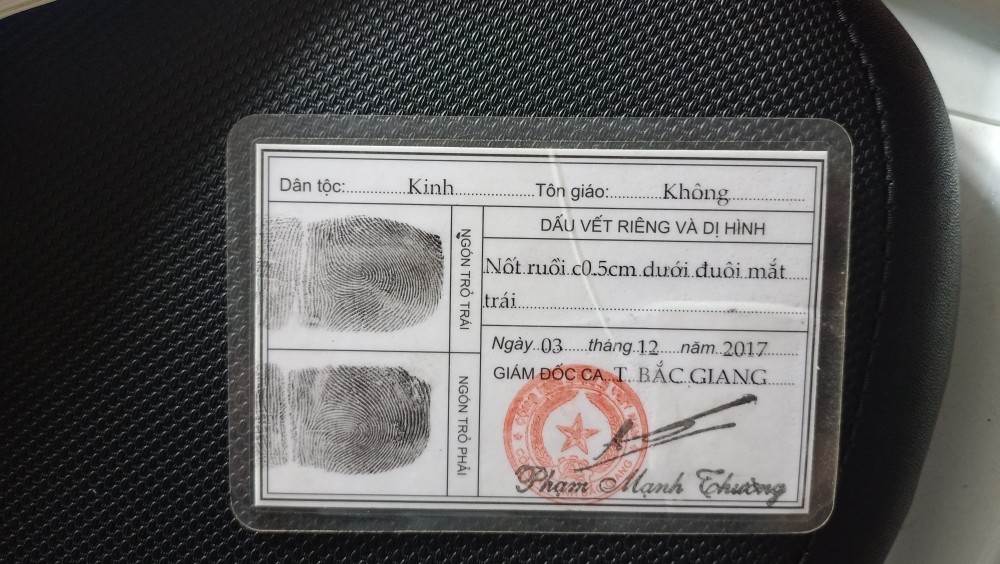 Dân tộc: Kinh Tôn giáo: Không
NGÓN TRỎ TRÁI
DẤU VẾT RIÊNG VÀ DỊ HÌNH
Nốt ruồi c0.5cm dưới đuôi mắt
trái
NGÓN TRỎ PHẢI
Ngày 03 tháng 12 năm 2017
GIÁM ĐỐC CA. T. BẮC GIANG
Phạm Mạnh Thường